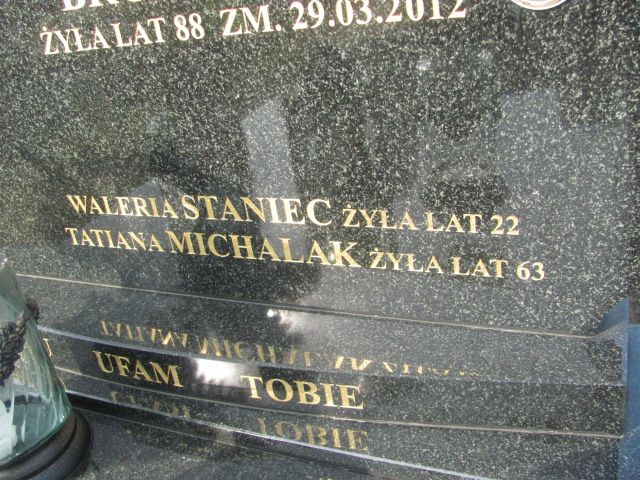 ŻYŁA LAT 88 ZM. 29.03.2012
WALERIA STANIEC ŻYŁA LAT 22
TATIANA MICHALAK ŻYŁA LAT 63
UFAM TOBIE